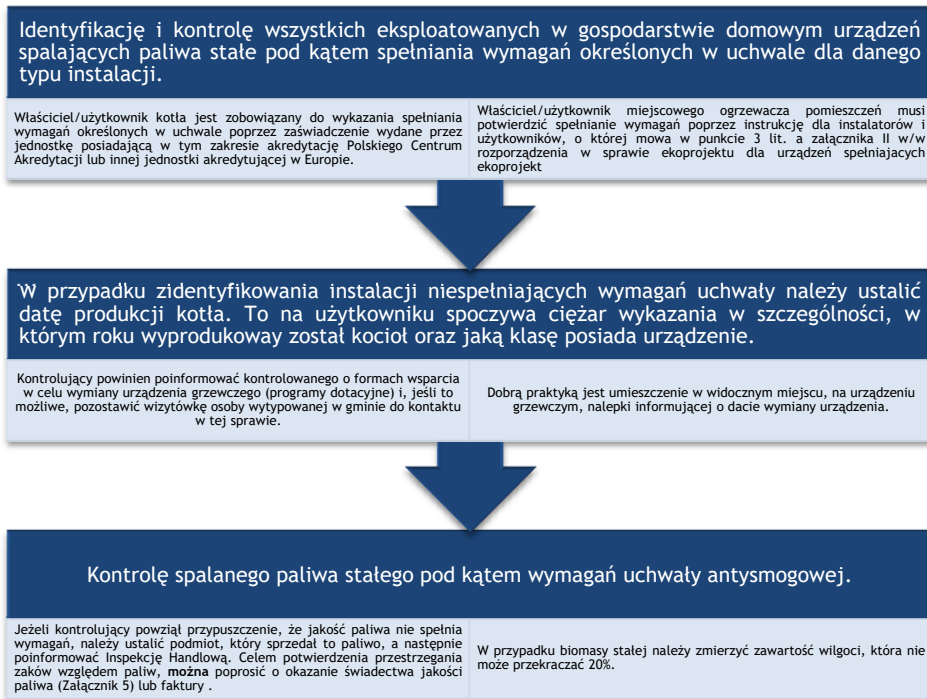 Identyfikację i kontrolę wszystkich eksploatowanych w gospodarstwie domowym urządzeń
spalających paliwa stałe pod kątem spełniania wymagań określonych w uchwale dla danego
typu instalacji.
Właściciel/użytkownik kotła jest zobowiązany do wykazania spełniania
wymagań określonych w uchwale poprzez zaświadczenie wydane przez
jednostkę posiadającą w tym zakresie akredytację Polskiego Centrum
Akredytacji lub innej jednostki akredytującej w Europie.
Właściciel/użytkownik miejscowego ogrzewacza pomieszczeń musi
potwierdzić spełnianie wymagań poprzez instrukcję dla instalatorów i
użytkowników, o której mowa w punkcie 3 lit. a załącznika II w/w
rozporządzenia w sprawie ekoprojektu dla urządzeń spełniajacych
ekoprojekt
W przypadku zidentyfikowania instalacji niespełniających wymagań uchwały należy ustalić
datę produkcji kotła. To na użytkowniku spoczywa ciężar wykazania w szczególności, w
którym roku wyprodukoway został kocioł oraz jaką klasę posiada urządzenie.
Kontrolujący powinien poinformować kontrolowanego o formach wsparcia
w celu wymiany urządzenia grzewczego (programy dotacyjne) i, jeśli to
możliwe, pozostawić wizytówkę osoby wytypowanej w gminie do kontaktu
w tej sprawie.
Dobrą praktyką jest umieszczenie w widocznym miejscu, na urządzeniu
grzewczym, nalepki informującej o dacie wymiany urządzenia.
Kontrolę spalanego paliwa stałego pod kątem wymagań uchwały antysmogowej.
Jeżeli kontrolujący powziął przypuszczenie, że jakość paliwa nie spełnia
wymagań, należy ustalić podmiot, który sprzedał to paliwo, a następnie
poinformować Inspekcję Handlową. Celem potwierdzenia przestrzegania
zaków względem paliw, można poprosić o okazanie świadectwa jakości
paliwa (Załącznik 5) lub faktury .
W przypadku biomasy stałej należy zmierzyć zawartość wilgoci, która nie
może przekraczać 20%.